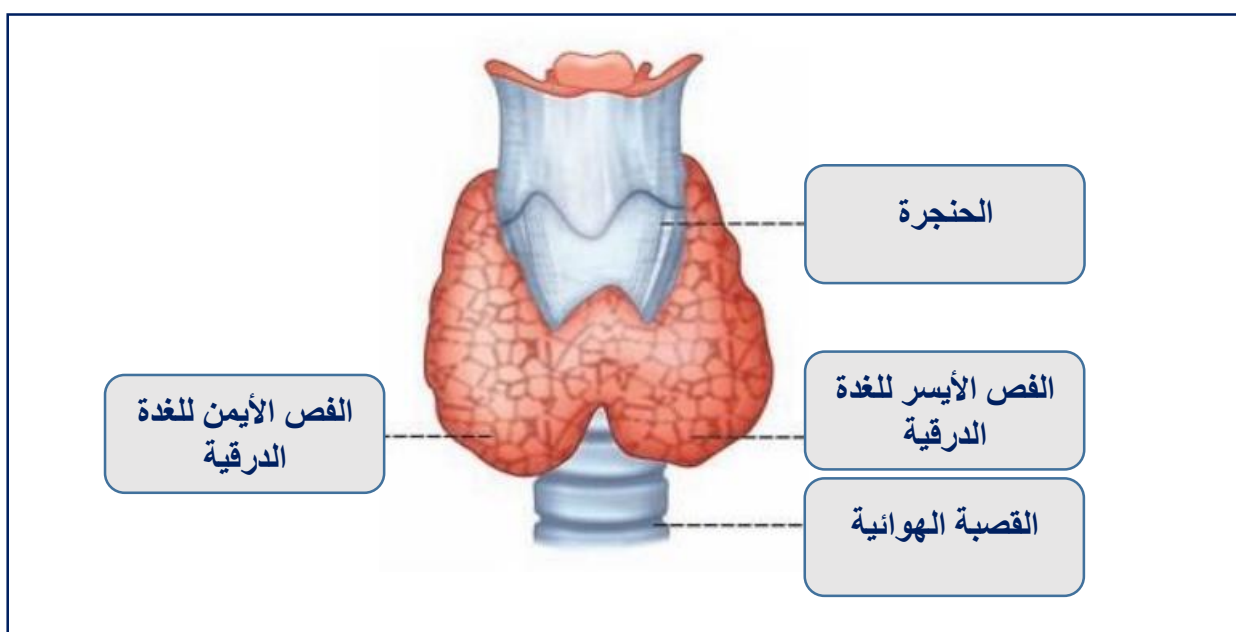 الحنجرة
الفص الأيسر للغدة
الدرقية
الفص الأيمن للغدة
الدرقية
القصبة الهوائية